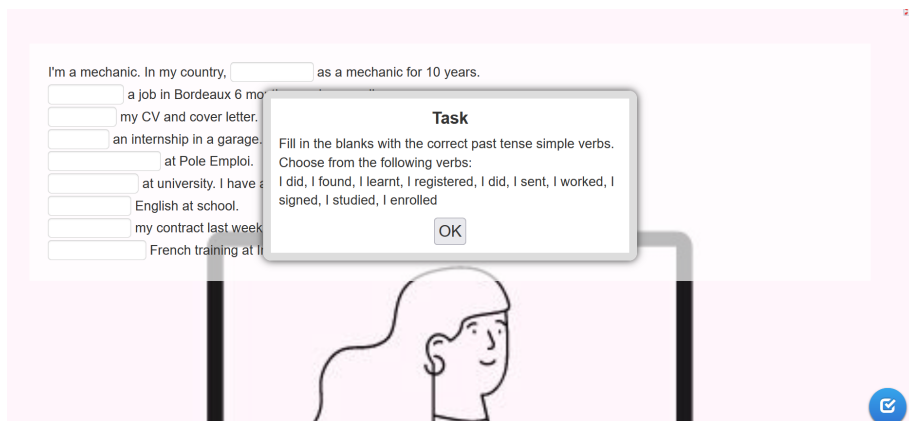 I'm a mechanic. In my country, as a mechanic for 10 years.
a job in Bordeaux 6
my CV and cover letter.
an internship in a garage.
at Pole Emploi.
at university. I have
English at school.
my contract last week
French training at
Task
Fill in the blanks with the correct past tense simple verbs.
Choose from the following verbs:
I did, I found, I learnt, I registered, I did, I sent, I worked, I
signed, I studied, I enrolled
OK